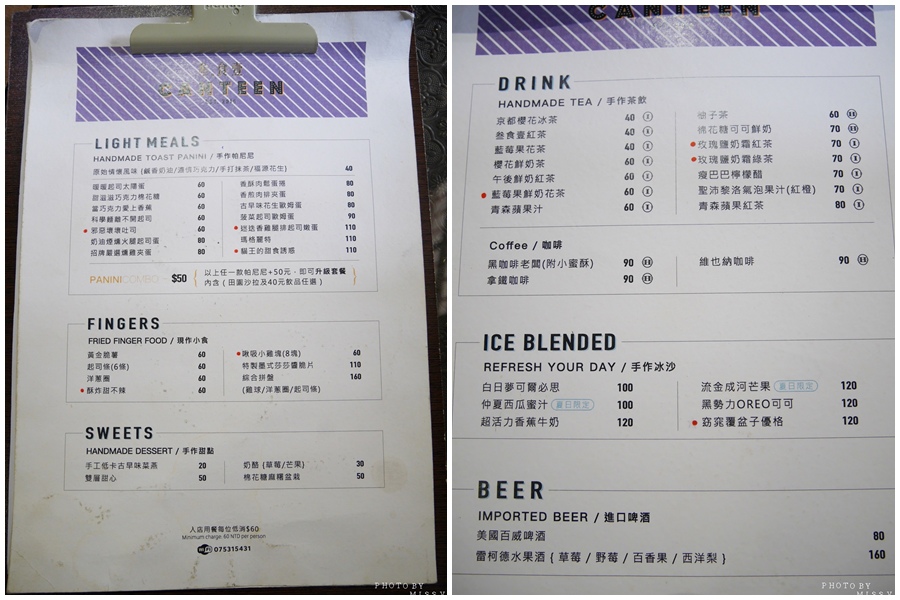 CANTEEN
LIGHT MEALS
HANDMADE TOAST PANINI / 手作帕尼尼
原始情懷風味 (鹹香奶油/濃情巧克力/手打抹茶/福源花生) 40
暖暖起司太陽蛋 60
甜滋滋巧克力棉花糖 60
當巧克力愛上香蕉 60
科學麵離不開起司 60
邪惡壞壞吐司 60
奶油煙燻火腿起司蛋 80
招牌嚴選燻雞夾蛋 80
香酥肉鬆蛋捲 80
香煎肉排夾蛋 80
古早味花生歐姆蛋 80
菠菜起司歐姆蛋 90
迷迭香雞腿排起司嫩蛋 110
瑪格麗特 110
貓王的甜食誘惑 110
PANINI COMBO $50
以上任一款帕尼尼+50元，即可升級套餐
內含 ( 田園沙拉及40元飲品任選 )
FINGERS
FRIED FINGER FOOD / 現作小食
黃金脆薯 60
起司條(6條) 60
洋蔥圈 60
酥炸甜不辣 60
啾吸小雞塊(8塊) 60
特製墨式莎莎醬脆片 110
綜合拼盤 160
(雞球/洋蔥圈/起司條)
SWEETS
HANDMADE DESSERT / 手作甜點
手工低卡古早味菜燕 20
雙層甜心 50
奶酪 {草莓/芒果} 30
棉花糖麻糬盆栽 50
入店用餐每位低消$60
Minimum charge 60 NTD per person
Wi-Fi 075315431
PHOTO BY
MISSY
CANTEEN
DRINK
HANDMADE TEA / 手作茶飲
京都櫻花冰茶 40 Ⓘ
叁食壹紅茶 40 Ⓘ
藍莓果花茶 40 Ⓘ
櫻花鮮奶茶 60 Ⓘ
午後鮮奶紅茶 60 Ⓘ
藍莓果鮮奶花茶 60 Ⓘ
青森蘋果汁 60 Ⓘ
柚子茶 60 Ⓗ
棉花糖可可鮮奶 70 Ⓗ
玫瑰鹽奶霜紅茶 70 Ⓘ
玫瑰鹽奶霜綠茶 70 Ⓘ
瘦巴巴檸檬醋 70 Ⓘ
聖沛黎洛氣泡果汁(紅橙) 70 Ⓘ
青森蘋果紅茶 80 Ⓘ
Coffee / 咖啡
黑咖啡老闆(附小蜜酥) 90 Ⓗ
拿鐵咖啡 90 Ⓗ
維也納咖啡 90 Ⓗ
ICE BLENDED
REFRESH YOUR DAY / 手作冰沙
白日夢可爾必思 100
仲夏西瓜蜜汁 夏日限定 100
超活力香蕉牛奶 120
流金成河芒果 夏日限定 120
黑勢力OREO可可 120
窈窕覆盆子優格 120
BEER
IMPORTED BEER / 進口啤酒
美國百威啤酒 80
雷柯德水果酒 { 草莓 / 野莓 / 百香果 / 西洋梨 } 160
PHOTO BY
MISSY